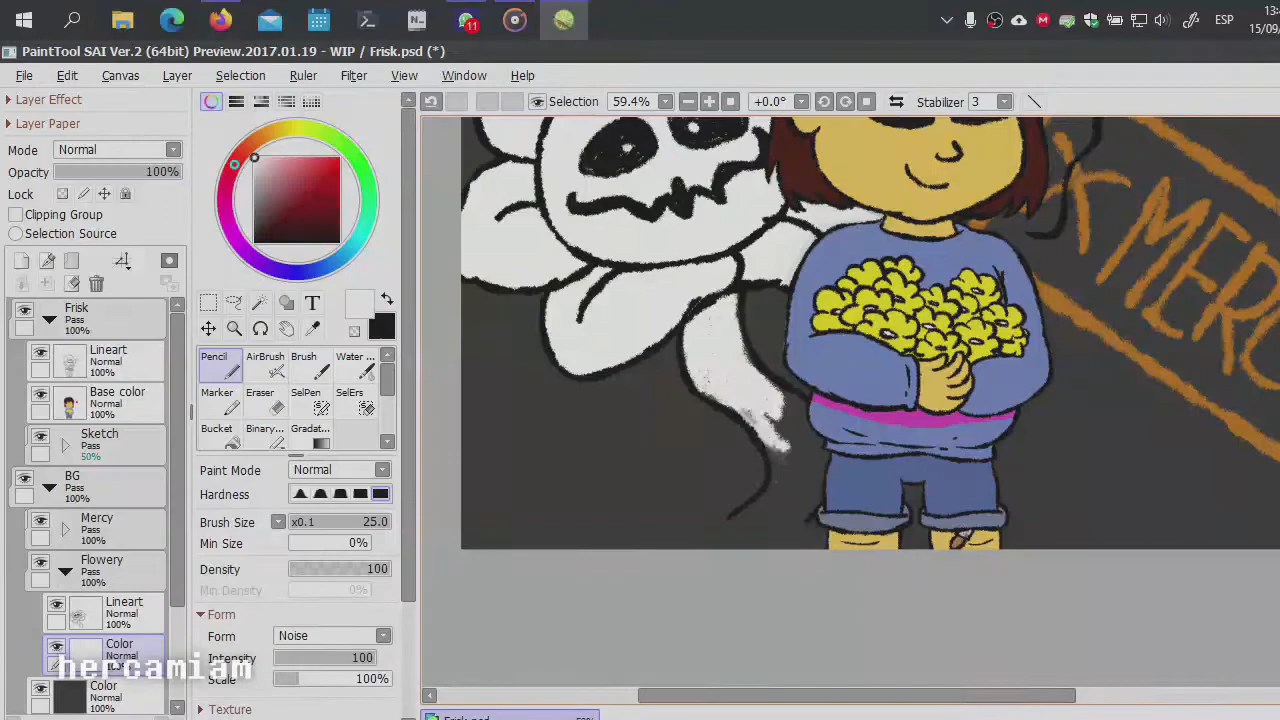 11
ESP
13:4
15/09/
PaintTool SAI Ver.2 (64bit) Preview.2017.01.19 - WIP / Frisk.psd (*)
File Edit Canvas Layer Selection Ruler Filter View Window Help
Layer Effect
Layer Paper
Mode Normal
Opacity 100%
Lock
Clipping Group
Selection Source
Frisk
Pass
100%
Lineart
Normal
100%
Base color
Normal
100%
Sketch
Pass
50%
BG
Pass
100%
Mercy
Pass
100%
Flowery
Pass
100%
Lineart
Normal
100%
Color
Normal
Color
Normal
100%
T
Pencil AirBrush Brush Water
Marker Eraser SelPen SelErs
Bucket Binary... Gradat...
Paint Mode Normal
Hardness
Brush Size x0.1 25.0
Min Size 0%
Density 100
Min Density 0%
Form
Form Noise
Intensity 100
Scale 100%
Texture
Selection 59.4% +0.0° Stabilizer 3
MERC
Frisk.psd
hercamiam